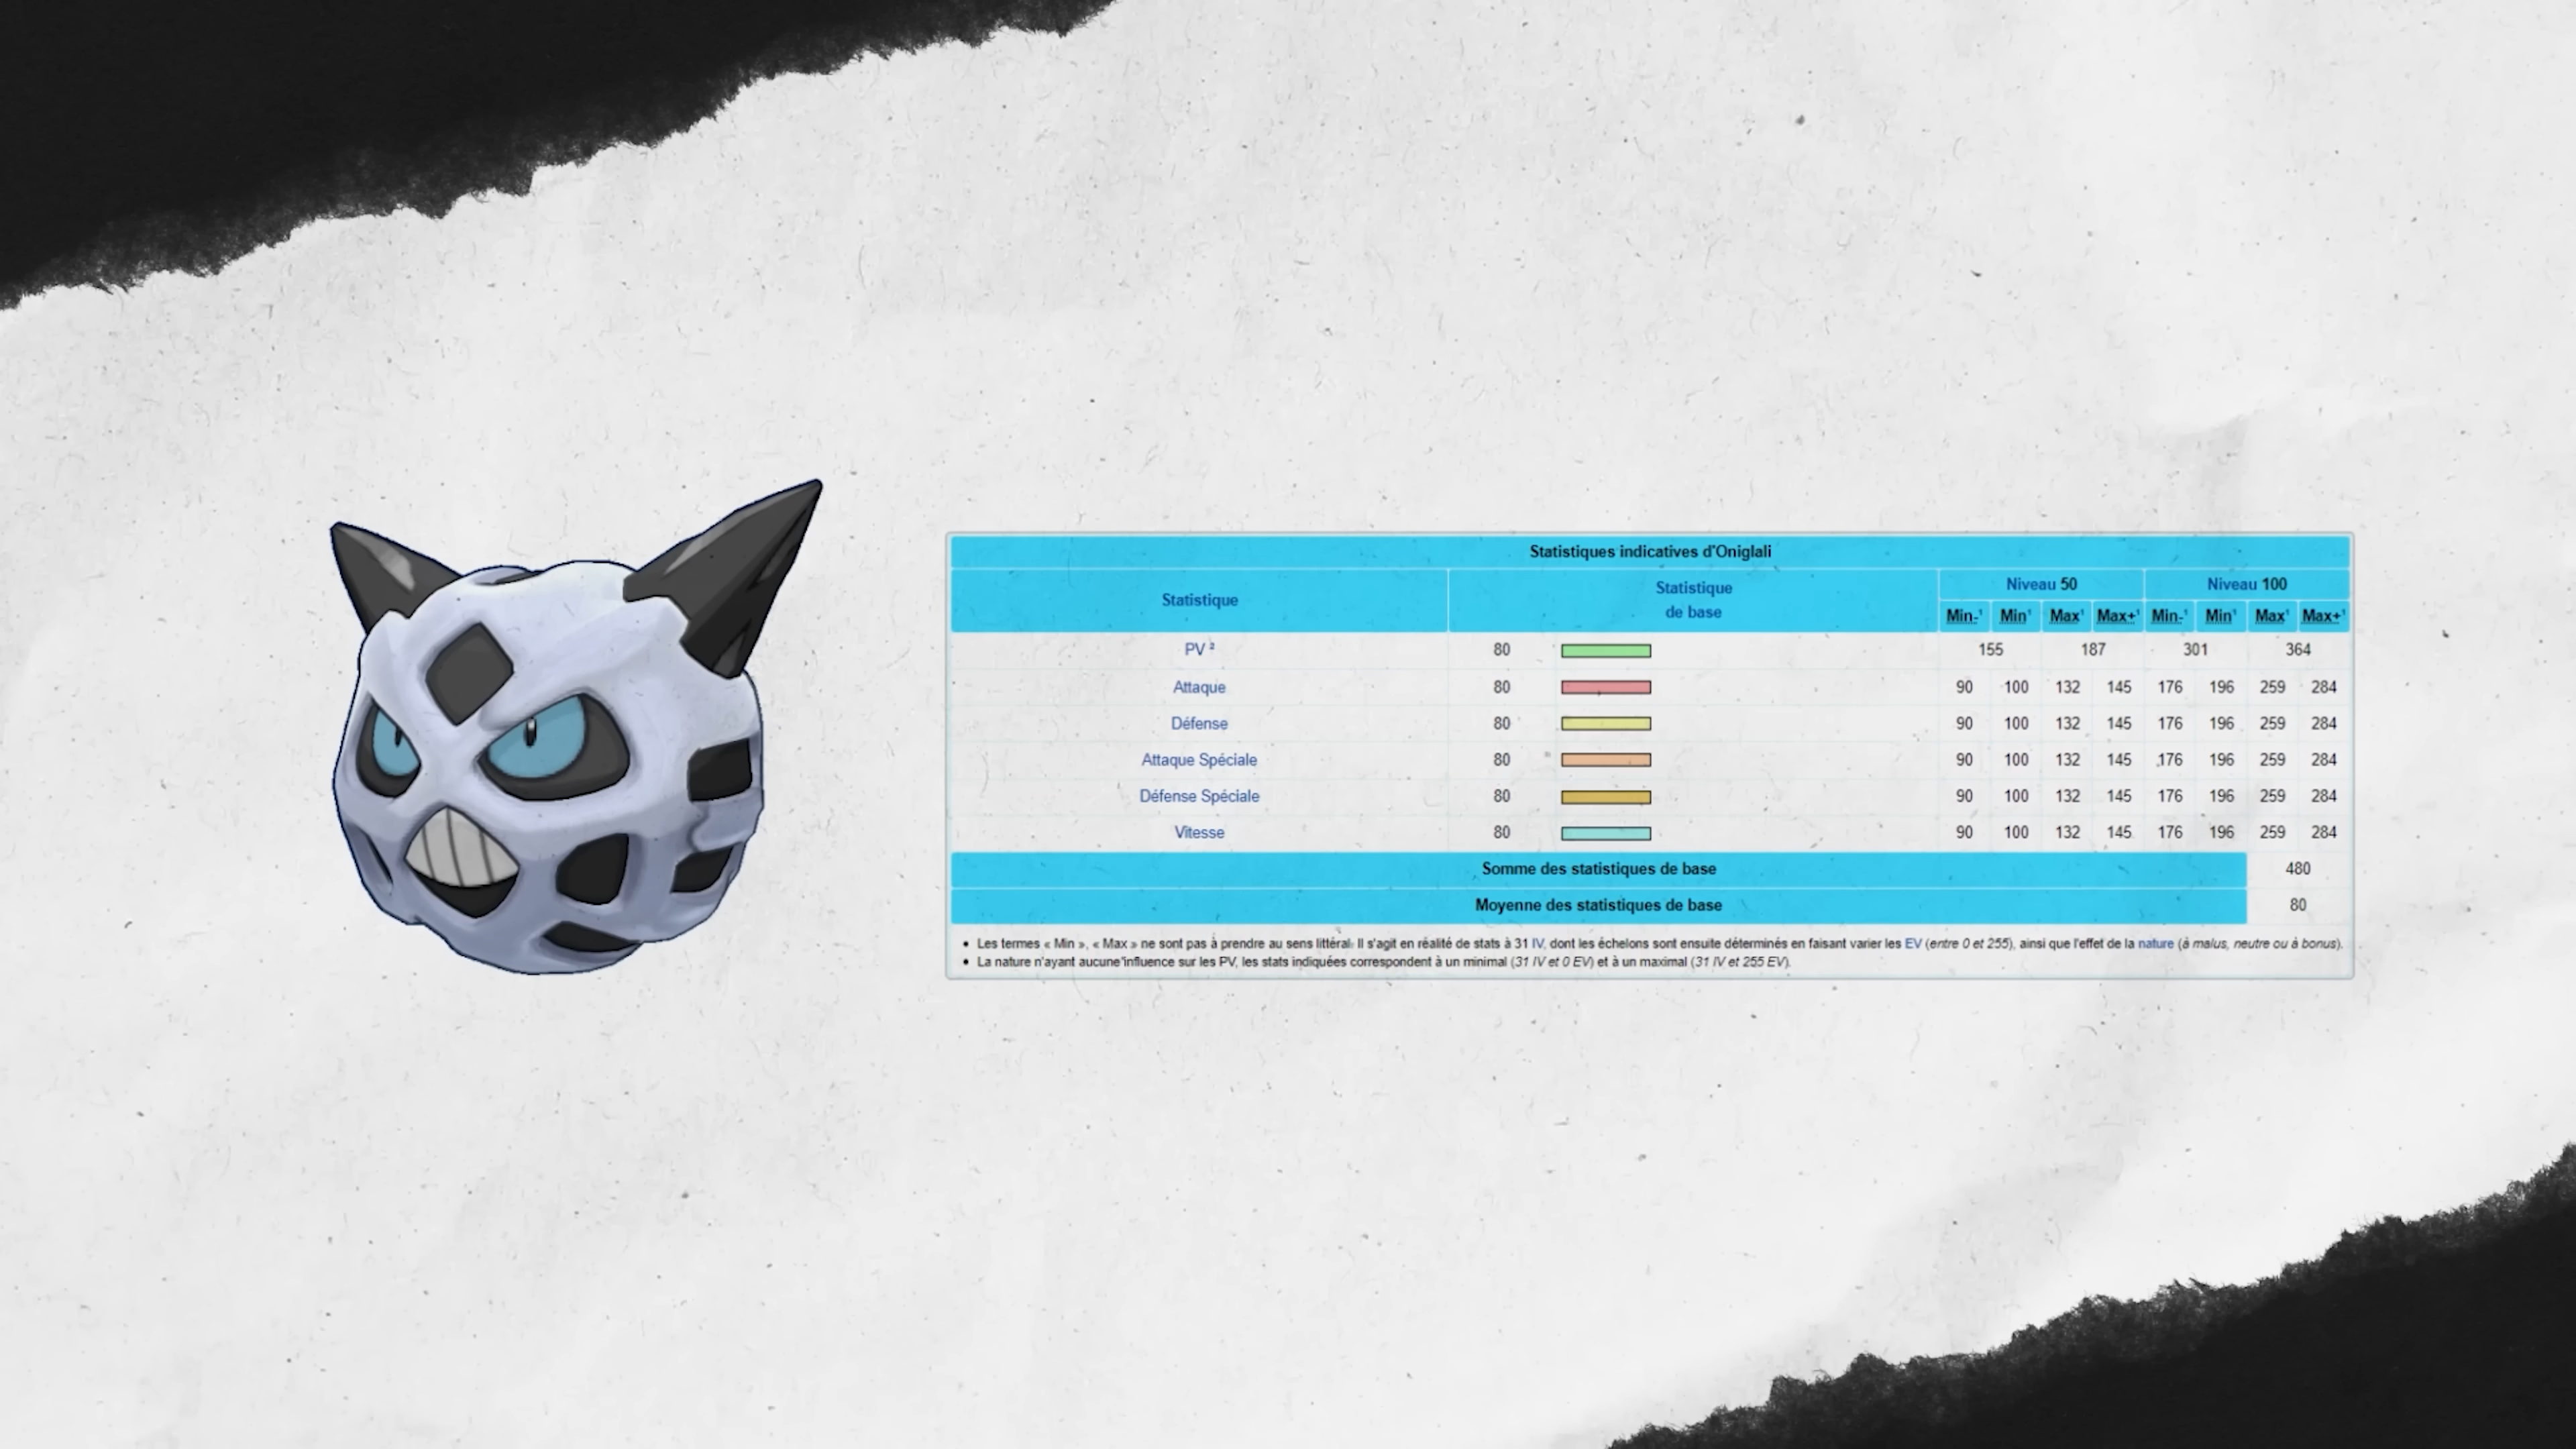 Statistiques indicatives d'Oniglali
Statistique Statistique de base Niveau 50 Niveau 100
Min-¹ Min¹ Max¹ Max+¹ Min-¹ Min¹ Max¹ Max+¹
PV ² 80 155 187 301 364
Attaque 80 90 100 132 145 176 196 259 284
Défense 80 90 100 132 145 176 196 259 284
Attaque Spéciale 80 90 100 132 145 176 196 259 284
Défense Spéciale 80 90 100 132 145 176 196 259 284
Vitesse 80 90 100 132 145 176 196 259 284
Somme des statistiques de base 480
Moyenne des statistiques de base 80
• Les termes « Min », « Max » ne sont pas à prendre au sens littéral. Il s'agit en réalité de stats à 31 IV, dont les échelons sont ensuite déterminés en faisant varier les EV (entre 0 et 255), ainsi que l'effet de la nature (à malus, neutre ou à bonus).
• La nature n'ayant aucune influence sur les PV, les stats indiquées correspondent à un minimal (31 IV et 0 EV) et à un maximal (31 IV et 255 EV).